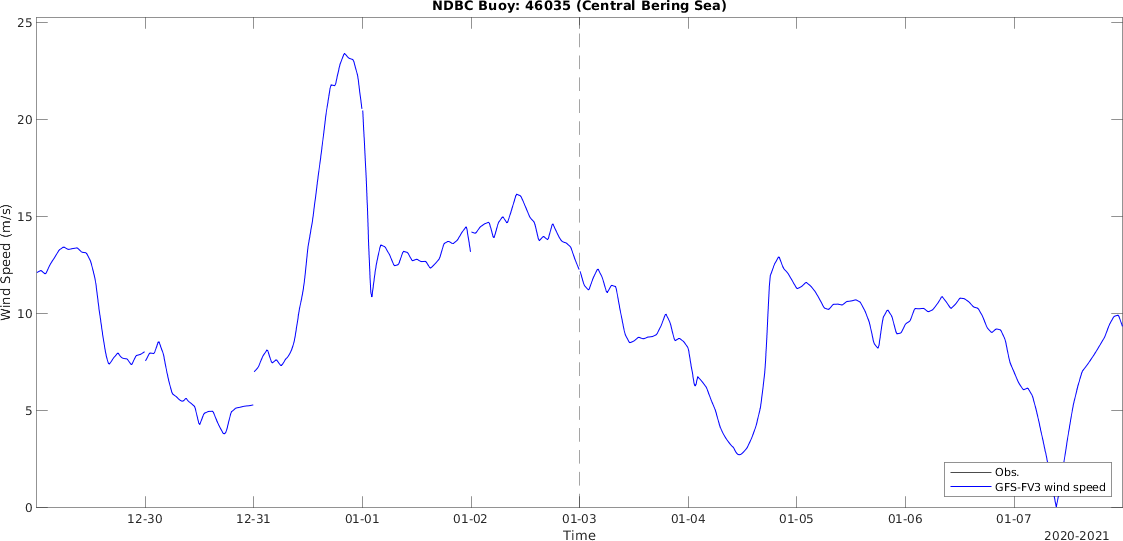 NDBC Buoy: 46035 (Central Bering Sea)
25
20
15
10
5
0
Wind Speed (m/s)
12-30 12-31 01-01 01-02 01-03 01-04 01-05 01-06 01-07
Time
2020-2021
Obs.
GFS-FV3 wind speed